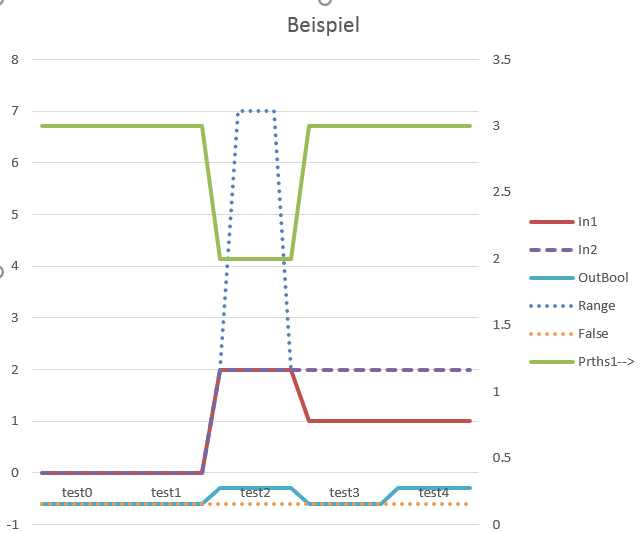 Beispiel
8
7
6
5
4
3
2
1
0
-1
3.5
3
2.5
2
1.5
1
0.5
0
test0 test1 test2 test3 test4
In1
In2
OutBool
Range
False
Prths1-->